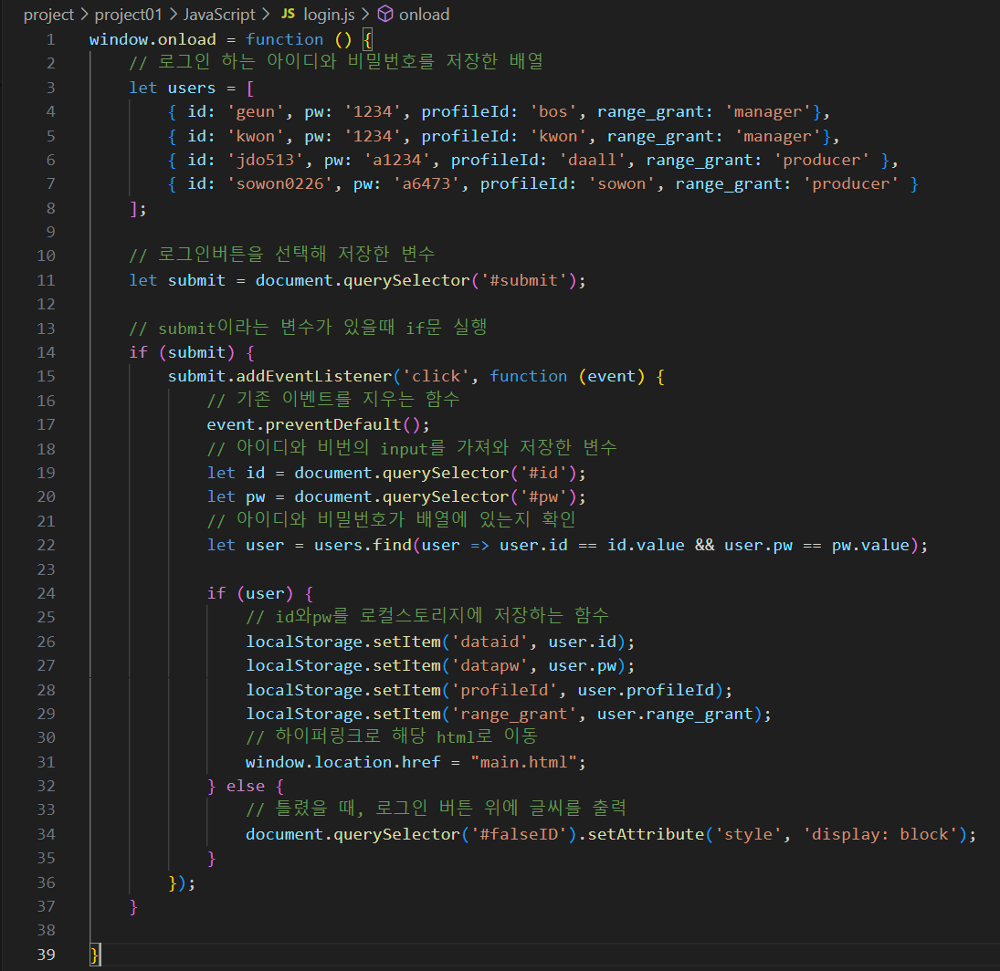 project > project01 > JavaScript > JS login.js > onload
1 window.onload = function () {
2 // 로그인 하는 아이디와 비밀번호를 저장한 배열
3 let users = [
4 { id: 'geun', pw: '1234', profileId: 'bos', range_grant: 'manager'},
5 { id: 'kwon', pw: '1234', profileId: 'kwon', range_grant: 'manager'},
6 { id: 'jdo513', pw: 'a1234', profileId: 'daall', range_grant: 'producer' },
7 { id: 'sowon0226', pw: 'a6473', profileId: 'sowon', range_grant: 'producer' }
8 ];
9
10 // 로그인버튼을 선택해 저장한 변수
11 let submit = document.querySelector('#submit');
12
13 // submit이라는 변수가 있을때 if문 실행
14 if (submit) {
15 submit.addEventListener('click', function (event) {
16 // 기존 이벤트를 지우는 함수
17 event.preventDefault();
18 // 아이디와 비번의 input를 가져와 저장한 변수
19 let id = document.querySelector('#id');
20 let pw = document.querySelector('#pw');
21 // 아이디와 비밀번호가 배열에 있는지 확인
22 let user = users.find(user => user.id == id.value && user.pw == pw.value);
23
24 if (user) {
25 // id와pw를 로컬스토리지에 저장하는 함수
26 localStorage.setItem('dataid', user.id);
27 localStorage.setItem('datapw', user.pw);
28 localStorage.setItem('profileId', user.profileId);
29 localStorage.setItem('range_grant', user.range_grant);
30 // 하이퍼링크로 해당 html로 이동
31 window.location.href = "main.html";
32 } else {
33 // 틀렸을 때, 로그인 버튼 위에 글씨를 출력
34 document.querySelector('#falseID').setAttribute('style', 'display: block');
35 }
36 });
37 }
38
39 }